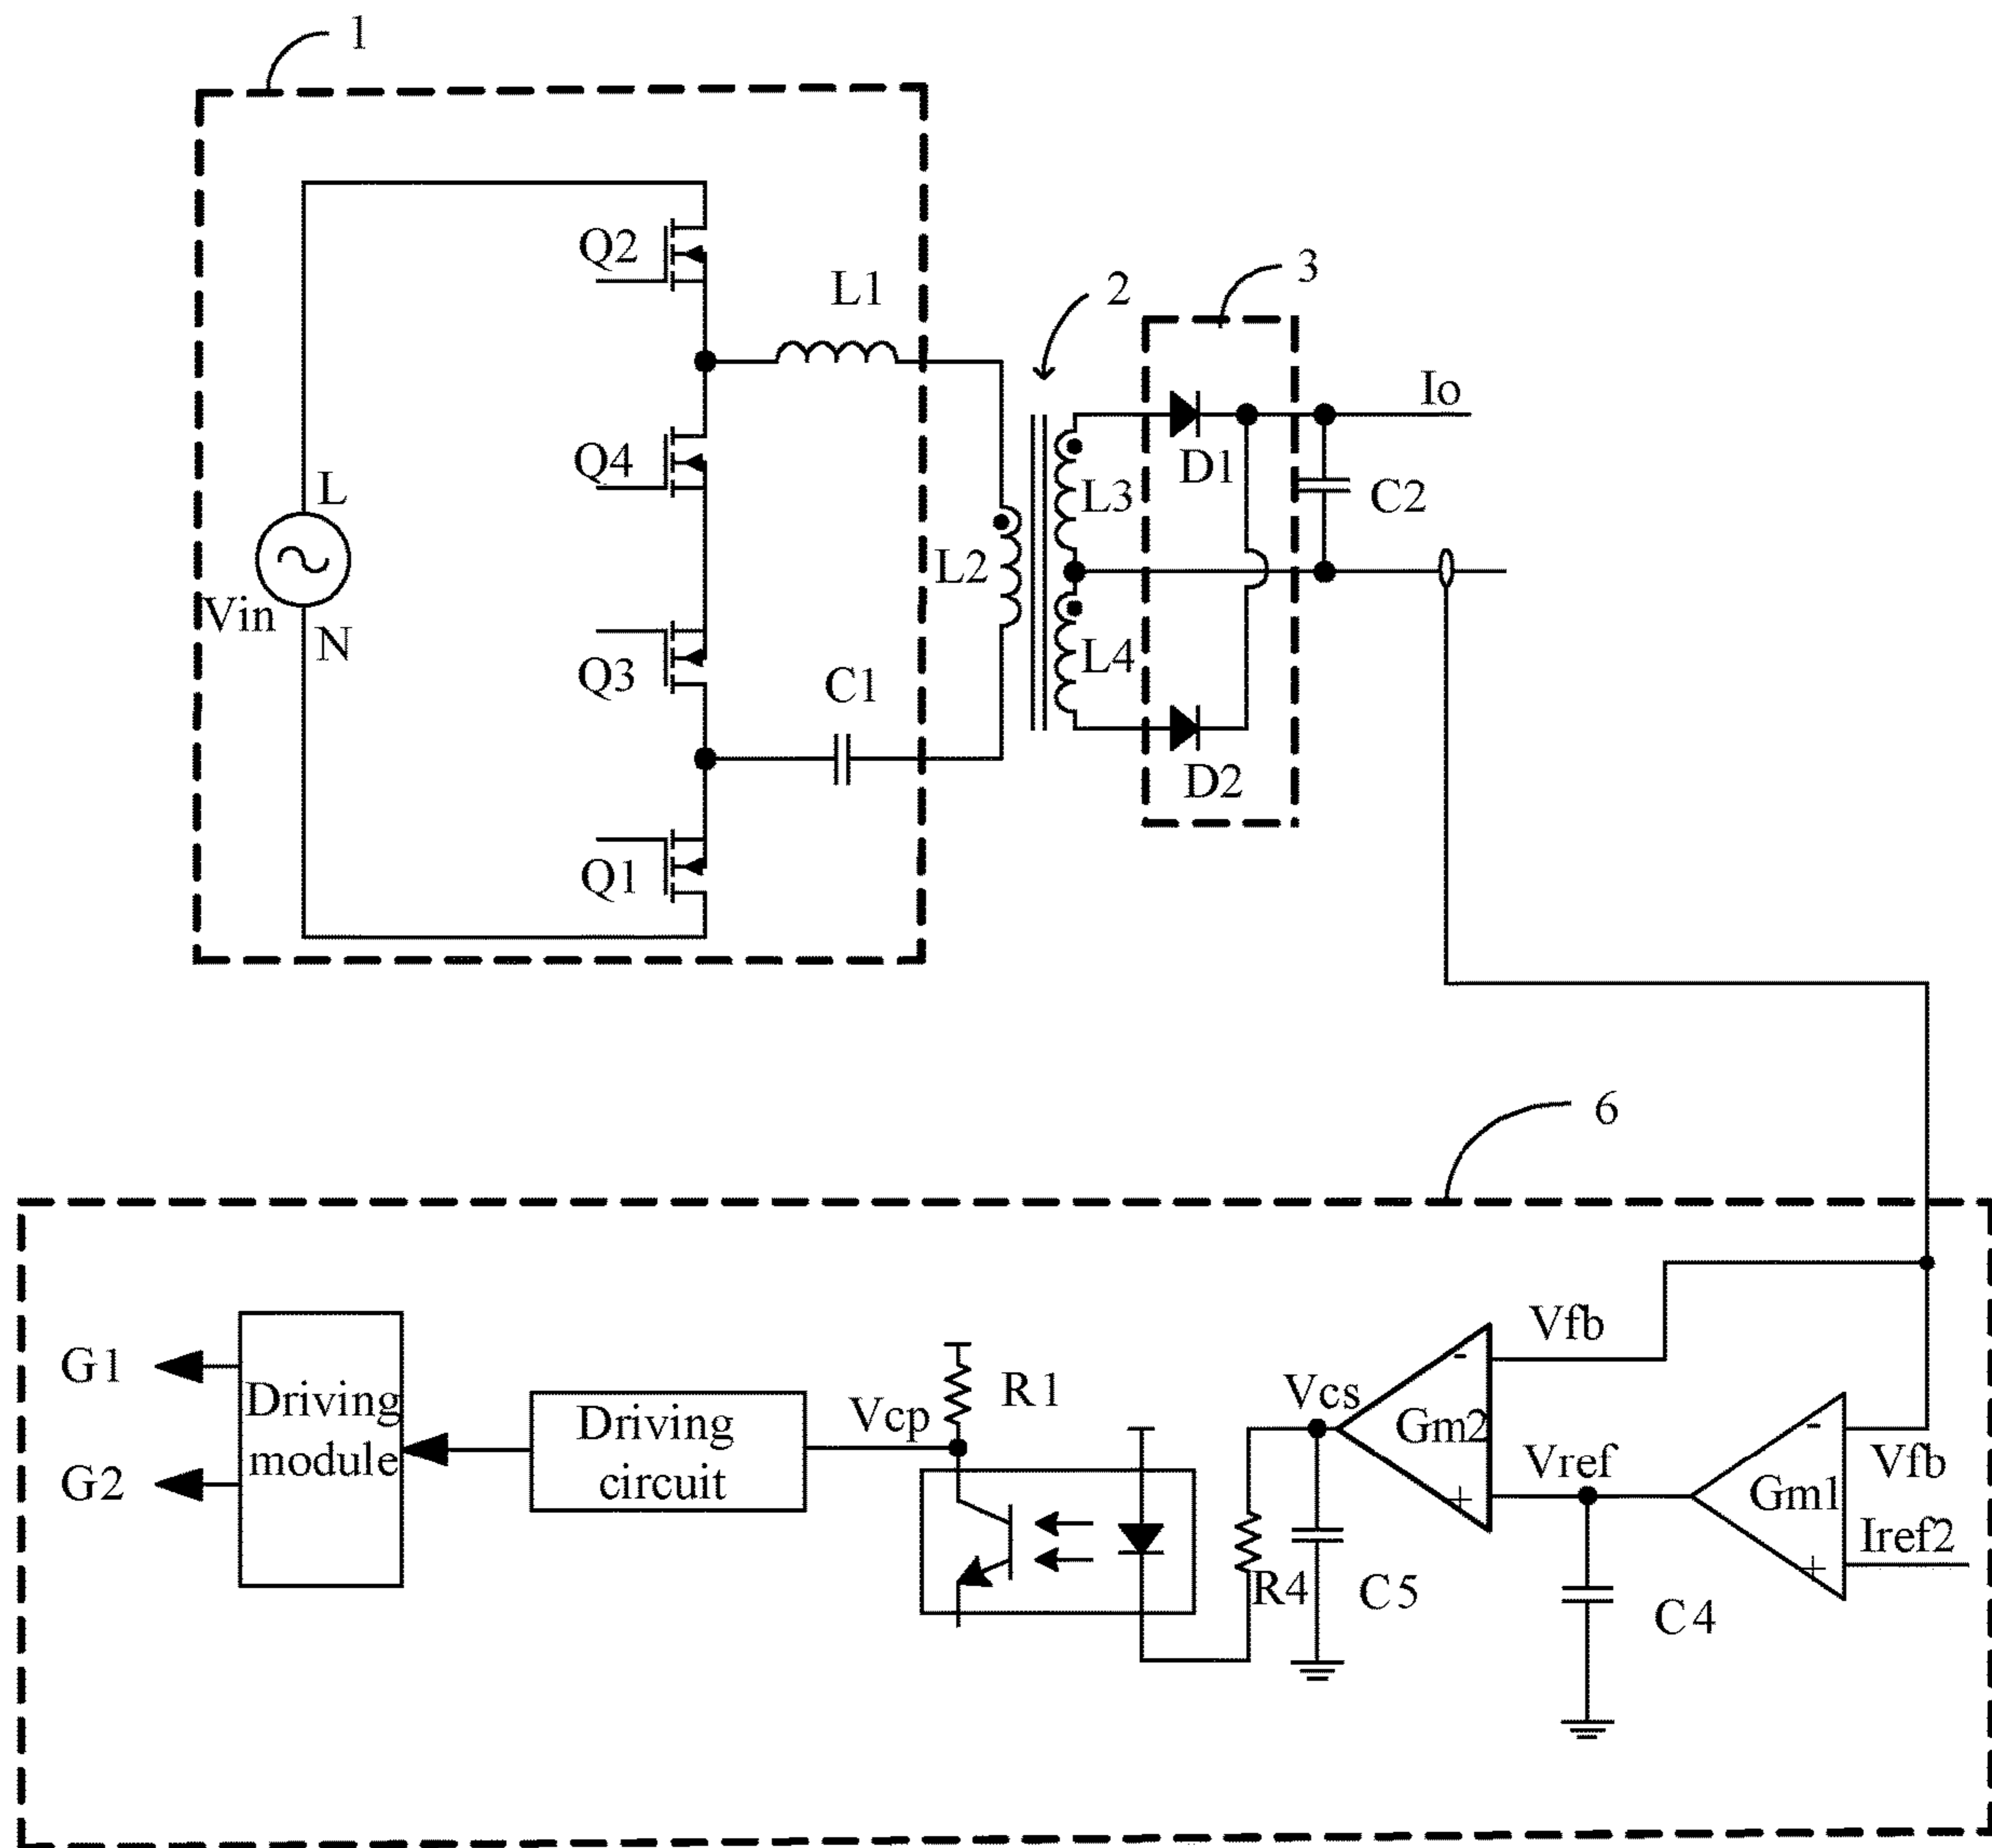 1
Q2
L1
2
3
Io
Q4
D1
L
L3
C2
L2
Vin
N
Q3
C1
L4
D2
Q1
6
Vfb
G1
Driving
module
R1
Vcs
Vcp
Driving
circuit
Gm2
Vref
Vfb
G2
Gm1
Iref2
R4
C5
C4